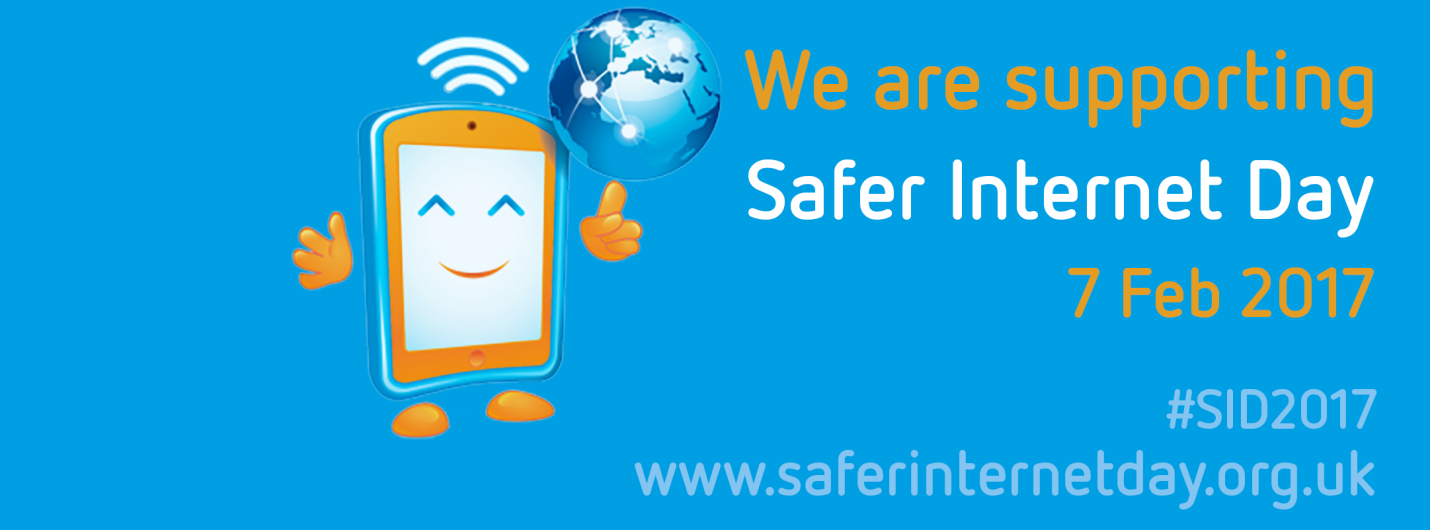 We are supporting
Safer Internet Day
7 Feb 2017
#SID2017
www.saferinternetday.org.uk